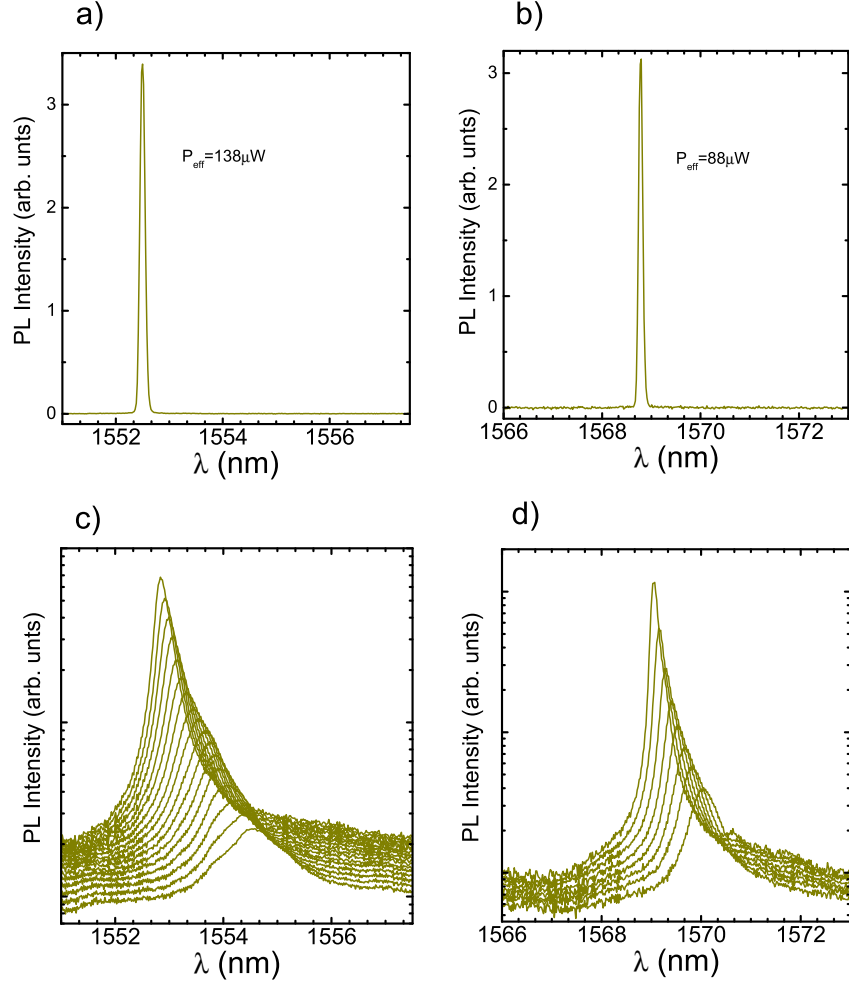 a)
PL Intensity (arb. unts)
3
2
1
0
P_eff=138μW
1552 1554 1556
λ (nm)
b)
PL Intensity (arb. unts)
3
2
1
0
P_eff=88μW
1566 1568 1570 1572
λ (nm)
c)
PL Intensity (arb. unts)
1552 1554 1556
λ (nm)
d)
PL Intensity (arb. unts)
1566 1568 1570 1572
λ (nm)